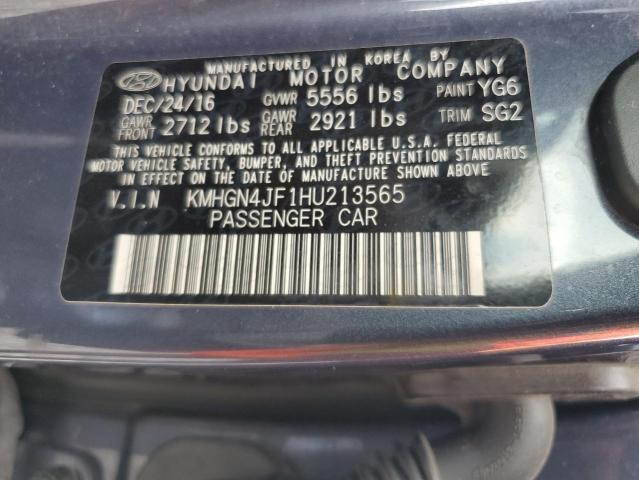 MANUFACTURED IN KOREA BY
HYUNDAI MOTOR COMPANY
DEC/24/16 GVWR 5556 lbs PAINT YG6
GAWR FRONT 2712 lbs GAWR REAR 2921 lbs TRIM SG2
THIS VEHICLE CONFORMS TO ALL APPLICABLE U.S.A. FEDERAL
MOTOR VEHICLE SAFETY, BUMPER, AND THEFT PREVENTION STANDARDS
IN EFFECT ON THE DATE OF MANUFACTURE SHOWN ABOVE.
V.I.N KMHGN4JF1HU213565
PASSENGER CAR